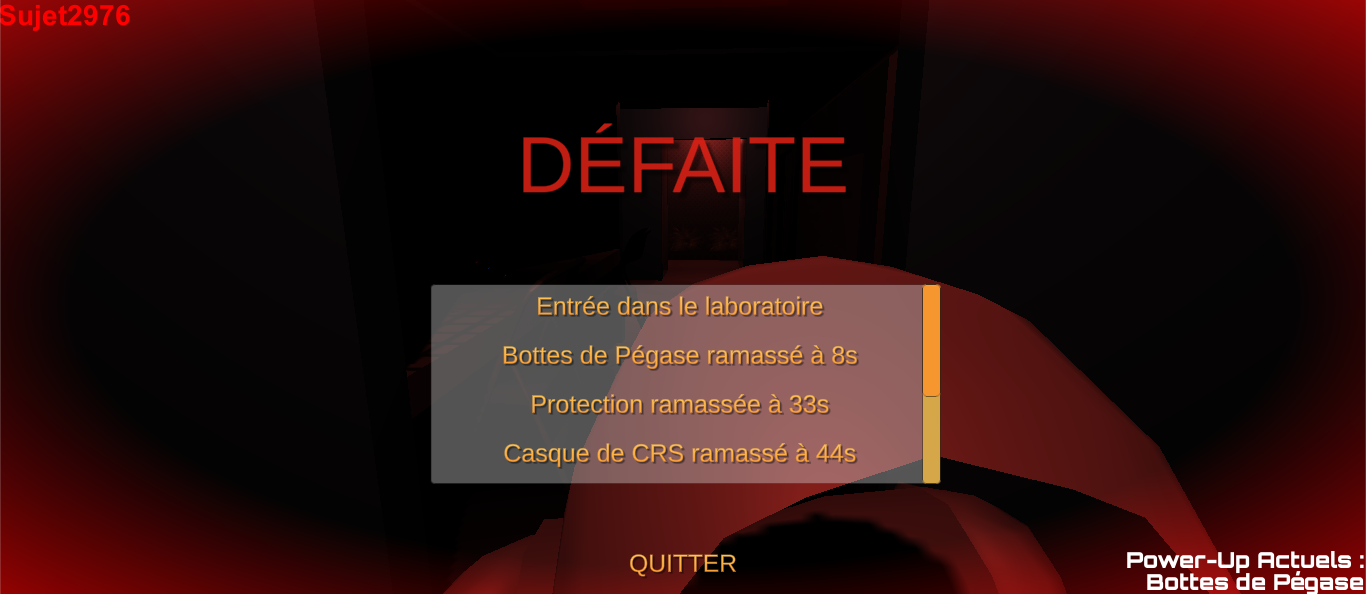 Sujet2976
DÉFAITE
Entrée dans le laboratoire
Bottes de Pégase ramassé à 8s
Protection ramassée à 33s
Casque de CRS ramassé à 44s
QUITTER
Power-Up Actuels :
Bottes de Pégase